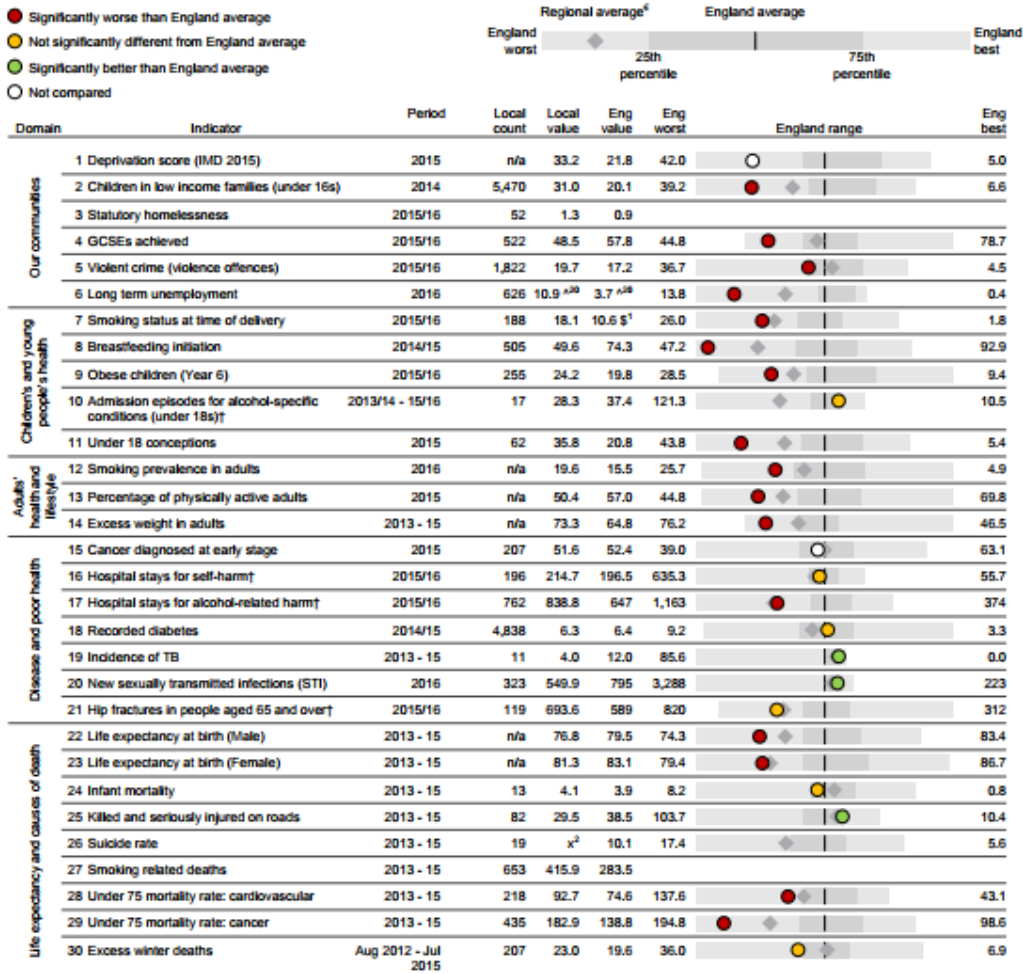 Significantly worse than England average
Not significantly different from England average
Significantly better than England average
Not compared
Regional average⁶ England average
England worst England best
25th percentile 75th percentile
Domain Indicator Period Local count Local value Eng value Eng worst England range Eng best
Our communities
1 Deprivation score (IMD 2015) 2015 n/a 33.2 21.8 42.0 5.0
2 Children in low income families (under 16s) 2014 5,470 31.0 20.1 39.2 6.6
3 Statutory homelessness 2015/16 52 1.3 0.9
4 GCSEs achieved 2015/16 522 48.5 57.8 44.8 78.7
5 Violent crime (violence offences) 2015/16 1,822 19.7 17.2 36.7 4.5
6 Long term unemployment 2016 626 10.9 ^²⁰ 3.7 ^²⁰ 13.8 0.4
Children's and young people's health
7 Smoking status at time of delivery 2015/16 188 18.1 10.6 $¹ 26.0 1.8
8 Breastfeeding initiation 2014/15 505 49.6 74.3 47.2 92.9
9 Obese children (Year 6) 2015/16 255 24.2 19.8 28.5 9.4
10 Admission episodes for alcohol-specific conditions (under 18s)† 2013/14 - 15/16 17 28.3 37.4 121.3 10.5
11 Under 18 conceptions 2015 62 35.8 20.8 43.8 5.4
Adults' health and lifestyle
12 Smoking prevalence in adults 2016 n/a 19.6 15.5 25.7 4.9
13 Percentage of physically active adults 2015 n/a 50.4 57.0 44.8 69.8
14 Excess weight in adults 2013 - 15 n/a 73.3 64.8 76.2 46.5
Disease and poor health
15 Cancer diagnosed at early stage 2015 207 51.6 52.4 39.0 63.1
16 Hospital stays for self-harm† 2015/16 196 214.7 196.5 635.3 55.7
17 Hospital stays for alcohol-related harm† 2015/16 762 838.8 647 1,163 374
18 Recorded diabetes 2014/15 4,838 6.3 6.4 9.2 3.3
19 Incidence of TB 2013 - 15 11 4.0 12.0 85.6 0.0
20 New sexually transmitted infections (STI) 2016 323 549.9 795 3,288 223
21 Hip fractures in people aged 65 and over† 2015/16 119 693.6 589 820 312
Life expectancy and causes of death
22 Life expectancy at birth (Male) 2013 - 15 n/a 76.8 79.5 74.3 83.4
23 Life expectancy at birth (Female) 2013 - 15 n/a 81.3 83.1 79.4 86.7
24 Infant mortality 2013 - 15 13 4.1 3.9 8.2 0.8
25 Killed and seriously injured on roads 2013 - 15 82 29.5 38.5 103.7 10.4
26 Suicide rate 2013 - 15 19 x² 10.1 17.4 5.6
27 Smoking related deaths 2013 - 15 653 415.9 283.5
28 Under 75 mortality rate: cardiovascular 2013 - 15 218 92.7 74.6 137.6 43.1
29 Under 75 mortality rate: cancer 2013 - 15 435 182.9 138.8 194.8 98.6
30 Excess winter deaths Aug 2012 - Jul 2015 207 23.0 19.6 36.0 6.9